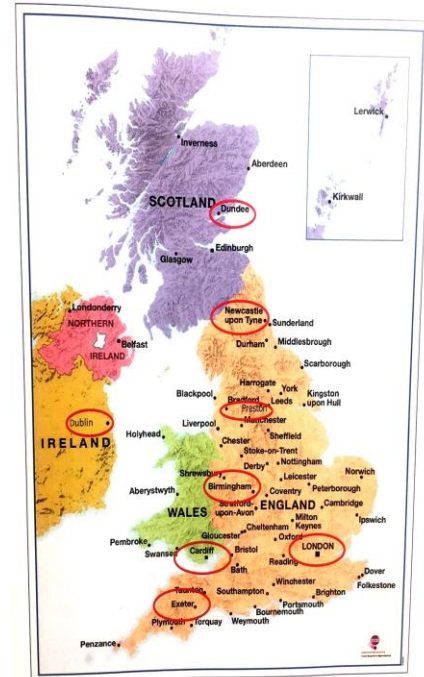 Lerwick
Inverness
Aberdeen
Kirkwall
SCOTLAND
Dundee
Edinburgh
Glasgow
Londonderry
NORTHERN
IRELAND
Belfast
Newcastle
upon Tyne
Sunderland
Durham
Middlesbrough
Scarborough
Harrogate
York
Blackpool
Bradford
Leeds
Kingston
upon Hull
Preston
Dublin
IRELAND
Holyhead
Liverpool
Manchester
Sheffield
Chester
Stoke-on-Trent
Shrewsbury
Derby
Nottingham
Norwich
Leicester
Birmingham
Peterborough
Aberystwyth
Coventry
Stratford-
upon-Avon
ENGLAND
Cambridge
WALES
Milton
Keynes
Ipswich
Cheltenham
Gloucester
Oxford
Pembroke
Swansea
Cardiff
Bristol
LONDON
Reading
Bath
Dover
Folkestone
Taunton
Winchester
Exeter
Southampton
Brighton
Portsmouth
Bournemouth
Plymouth
Torquay
Weymouth
Penzance